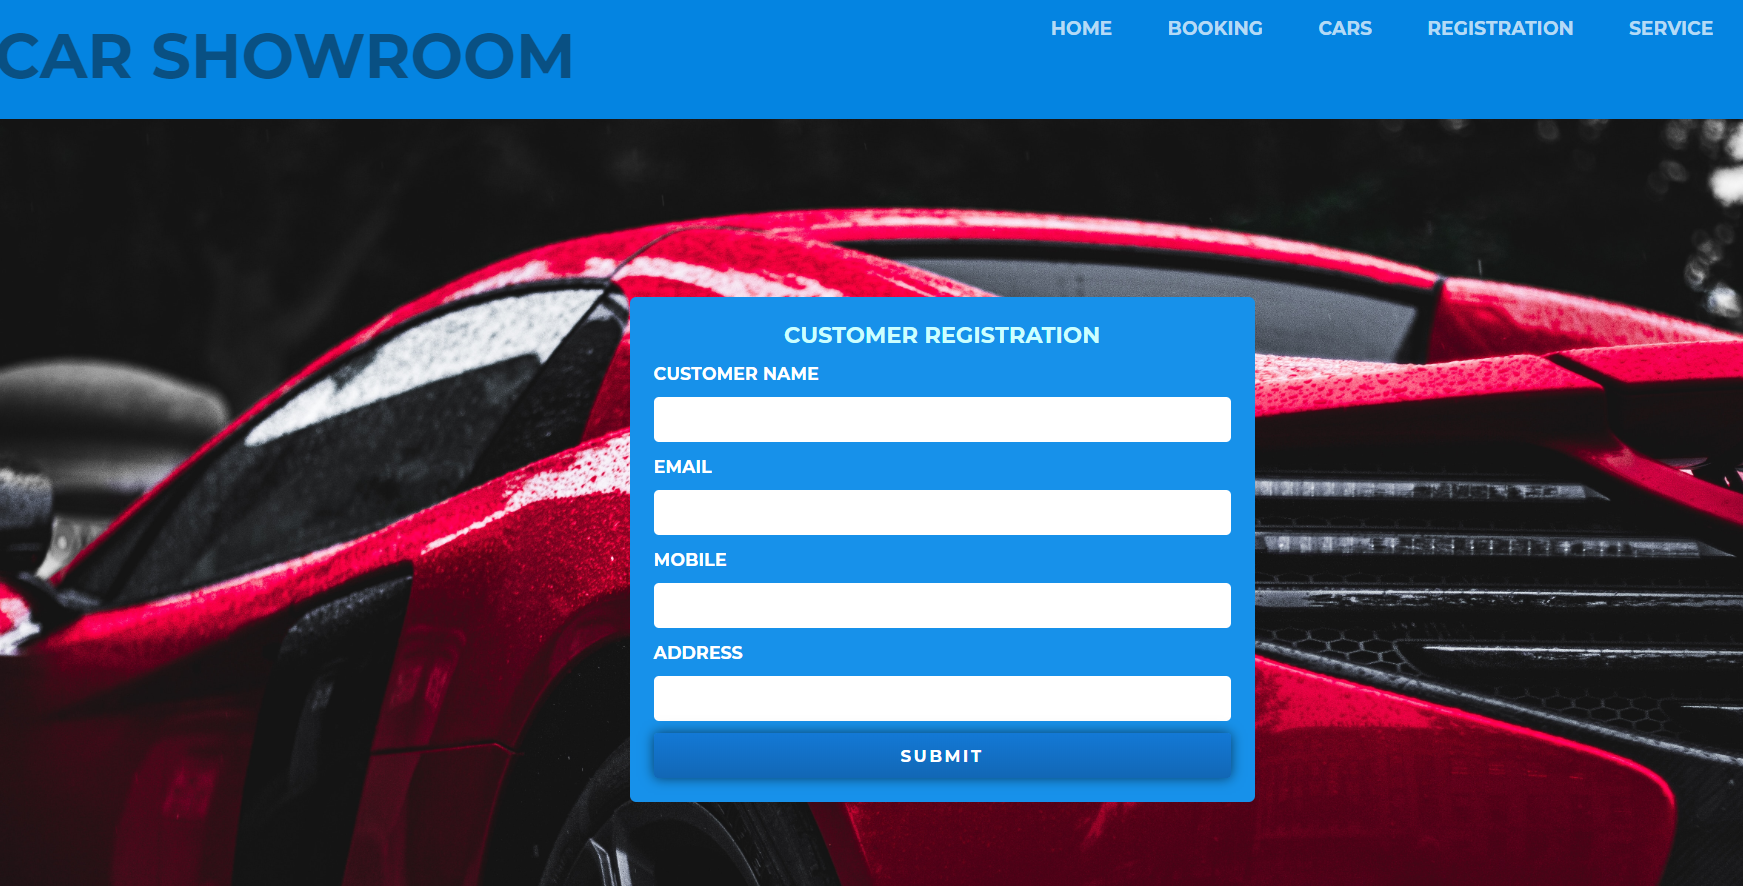 CAR SHOWROOM
HOME BOOKING CARS REGISTRATION SERVICE
CUSTOMER REGISTRATION
CUSTOMER NAME
EMAIL
MOBILE
ADDRESS
SUBMIT